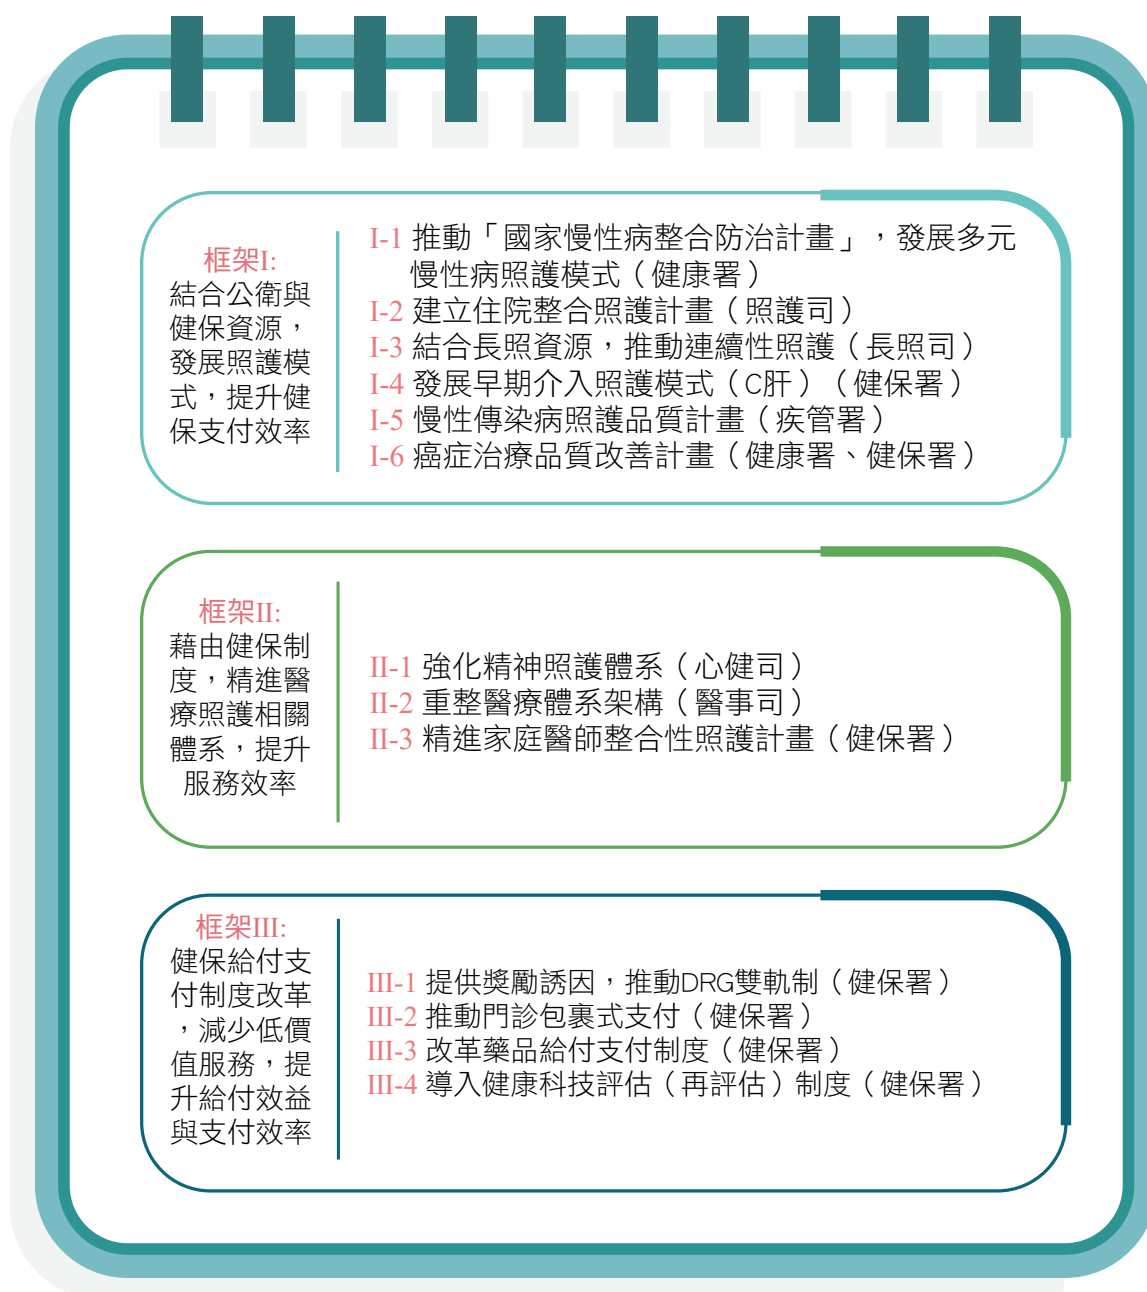 框架I:
結合公衛與
健保資源，
發展照護模
式，提升健
保支付效率
I-1 推動「國家慢性病整合防治計畫」，發展多元
慢性病照護模式（健康署）
I-2 建立住院整合照護計畫（照護司）
I-3 結合長照資源，推動連續性照護（長照司）
I-4 發展早期介入照護模式（C肝）（健保署）
I-5 慢性傳染病照護品質計畫（疾管署）
I-6 癌症治療品質改善計畫（健康署、健保署）
框架II:
藉由健保制
度，精進醫
療照護相關
體系，提升
服務效率
II-1 強化精神照護體系（心健司）
II-2 重整醫療體系架構（醫事司）
II-3 精進家庭醫師整合性照護計畫（健保署）
框架III:
健保給付支
付制度改革
，減少低價
值服務，提
升給付效益
與支付效率
III-1 提供獎勵誘因，推動DRG雙軌制（健保署）
III-2 推動門診包裹式支付（健保署）
III-3 改革藥品給付支付制度（健保署）
III-4 導入健康科技評估（再評估）制度（健保署）